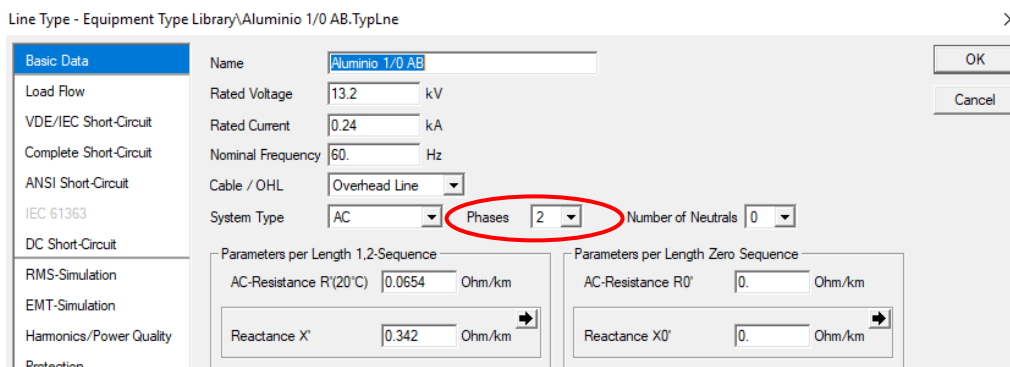 Line Type - Equipment Type Library\Aluminio 1/0 AB.TypLne
Basic Data
Load Flow
VDE/IEC Short-Circuit
Complete Short-Circuit
ANSI Short-Circuit
IEC 61363
DC Short-Circuit
RMS-Simulation
EMT-Simulation
Harmonics/Power Quality
Protection
Name Aluminio 1/0 AB
Rated Voltage 13.2 kV
Rated Current 0.24 kA
Nominal Frequency 60. Hz
Cable / OHL Overhead Line
System Type AC Phases 2 Number of Neutrals 0
Parameters per Length 1,2-Sequence
AC-Resistance R'(20°C) 0.0654 Ohm/km
Reactance X' 0.342 Ohm/km
Parameters per Length Zero Sequence
AC-Resistance R0' 0. Ohm/km
Reactance X0' 0. Ohm/km
OK
Cancel